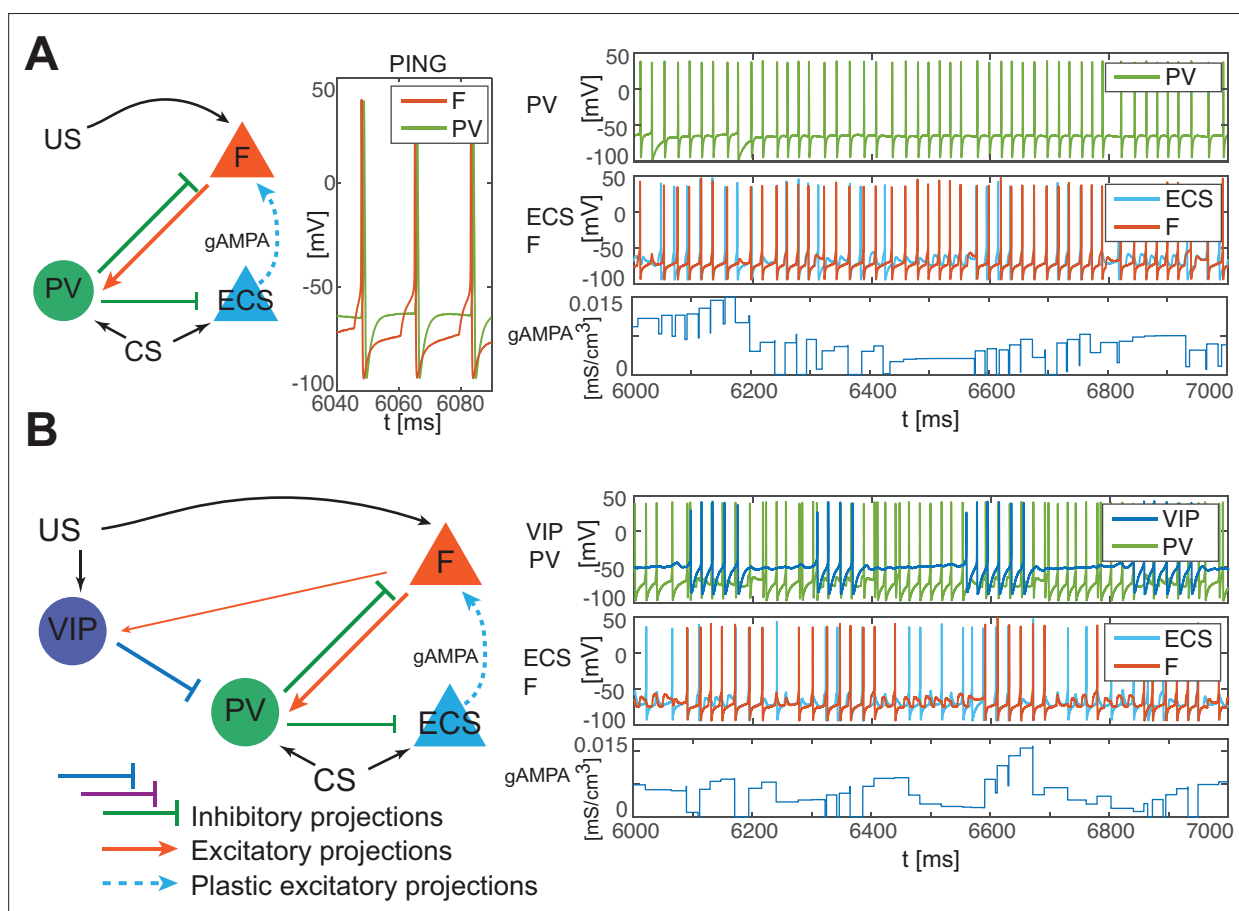 A
US
F
gAMPA
PV
ECS
CS
PING
F
PV
50
0
-50
-100
[mV]
6040 6060 6080
t [ms]
PV
50
0
-50
-100
[mV]
PV
ECS
F
50
0
-50
-100
[mV]
ECS
F
gAMPA
0.015
0
[mS/cm³]
6000 6200 6400 6600 6800 7000
t [ms]
B
US
F
VIP
gAMPA
PV
ECS
CS
Inhibitory projections
Excitatory projections
Plastic excitatory projections
VIP
PV
50
0
-50
-100
[mV]
VIP
PV
ECS
F
50
0
-50
-100
[mV]
ECS
F
gAMPA
0.015
0
[mS/cm³]
6000 6200 6400 6600 6800 7000
t [ms]